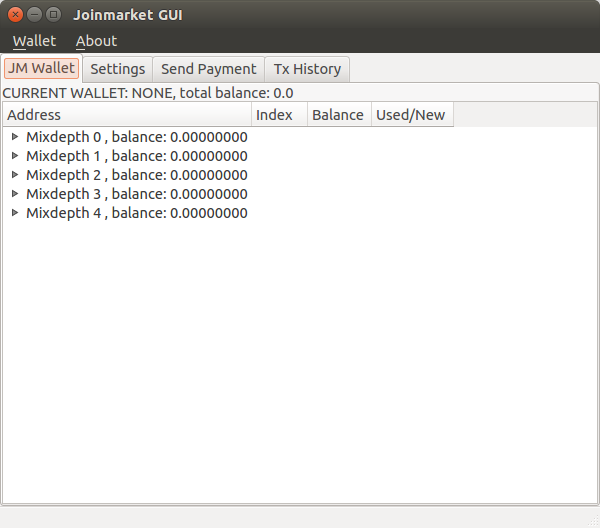 Joinmarket GUI
Wallet About
JM Wallet Settings Send Payment Tx History
CURRENT WALLET: NONE, total balance: 0.0
Address Index Balance Used/New
Mixdepth 0 , balance: 0.00000000
Mixdepth 1 , balance: 0.00000000
Mixdepth 2 , balance: 0.00000000
Mixdepth 3 , balance: 0.00000000
Mixdepth 4 , balance: 0.00000000